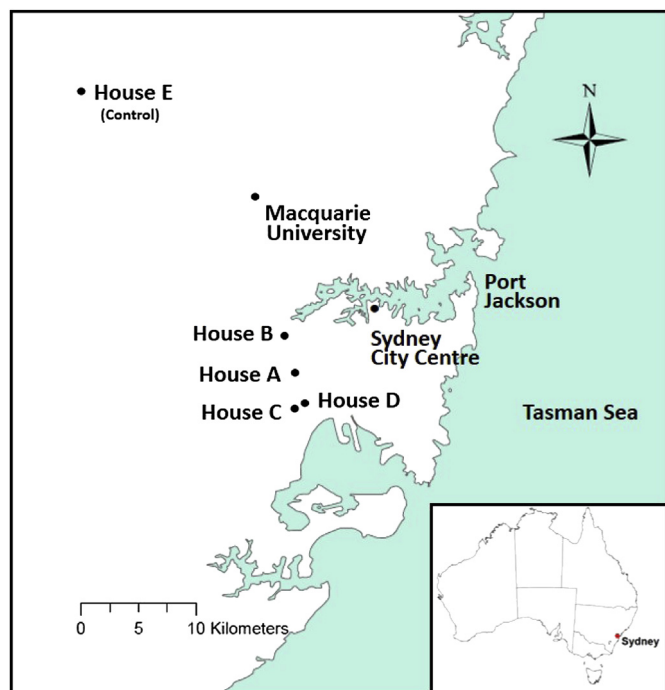 House E
(Control)
N
Macquarie
University
Port
Jackson
House B
Sydney
City Centre
House A
House D
House C
Tasman Sea
0 5 10 Kilometers
Sydney